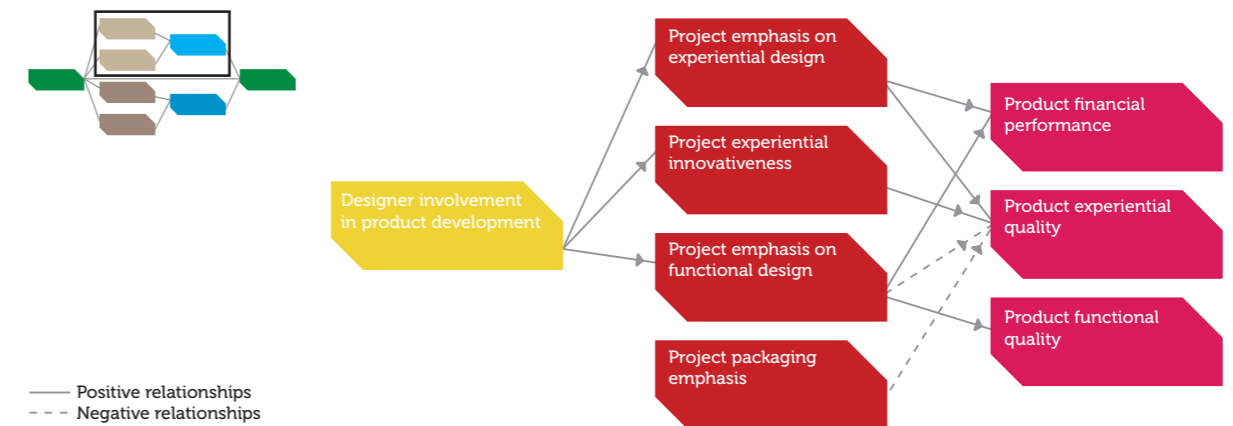 Project emphasis on
experiential design
Product financial
performance
Project experiential
innovativeness
Designer involvement
in product development
Product experiential
quality
Project emphasis on
functional design
Product functional
quality
Project packaging
emphasis
Positive relationships
Negative relationships